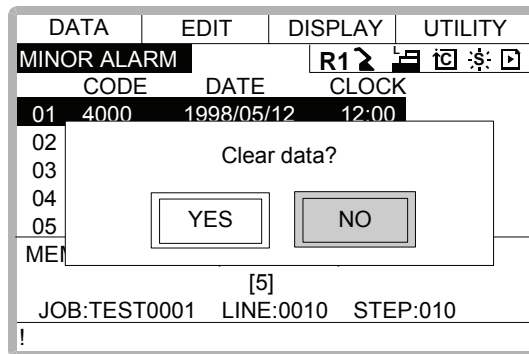 DATA EDIT DISPLAY UTILITY
MINOR ALARM R1 L C S
CODE DATE CLOCK
01 4000 1998/05/12 12:00
02
Clear data?
03
04
YES NO
05
[5]
JOB:TEST0001 LINE:0010 STEP:010
!